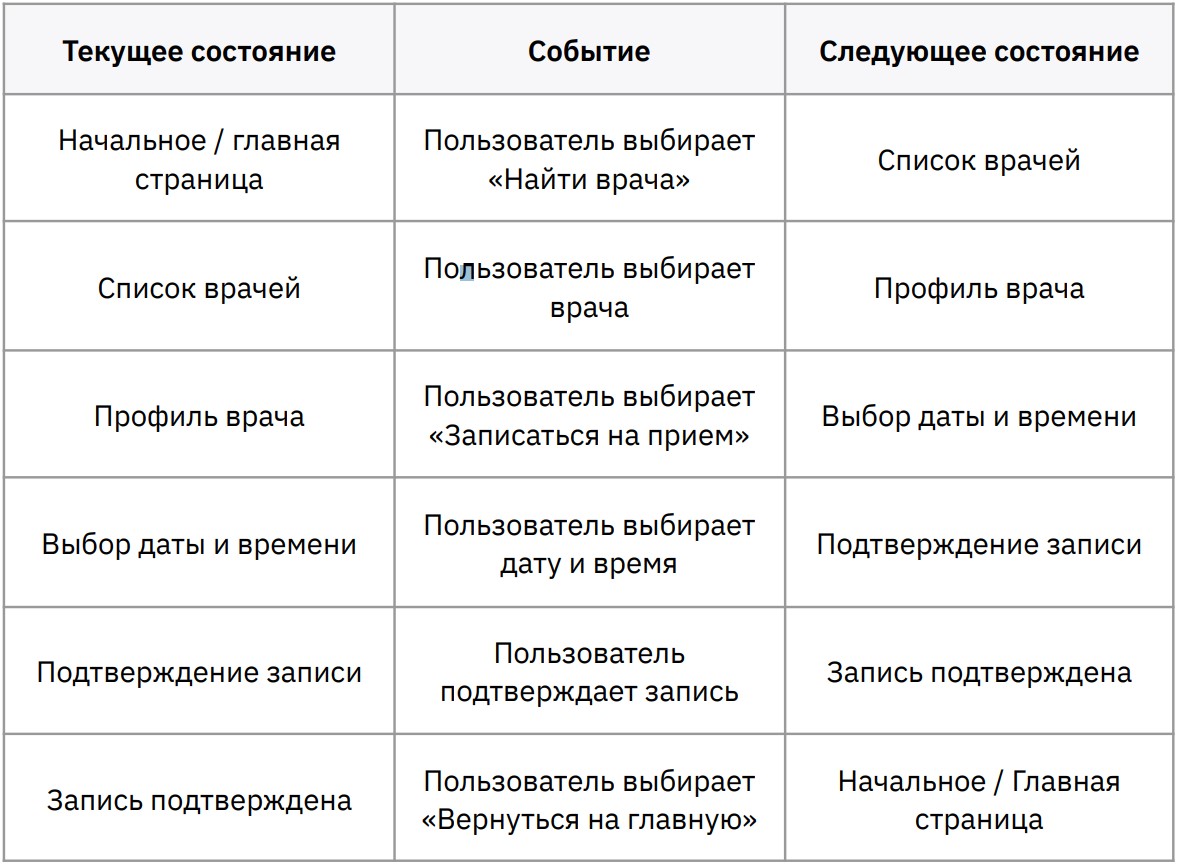 Текущее состояние
Событие
Следующее состояние
Начальное / главная
страница
Пользователь выбирает
«Найти врача»
Список врачей
Список врачей
Пользователь выбирает
врача
Профиль врача
Профиль врача
Пользователь выбирает
«Записаться на прием»
Выбор даты и времени
Выбор даты и времени
Пользователь выбирает
дату и время
Подтверждение записи
Подтверждение записи
Пользователь
подтверждает запись
Запись подтверждена
Запись подтверждена
Пользователь выбирает
«Вернуться на главную»
Начальное / Главная
страница